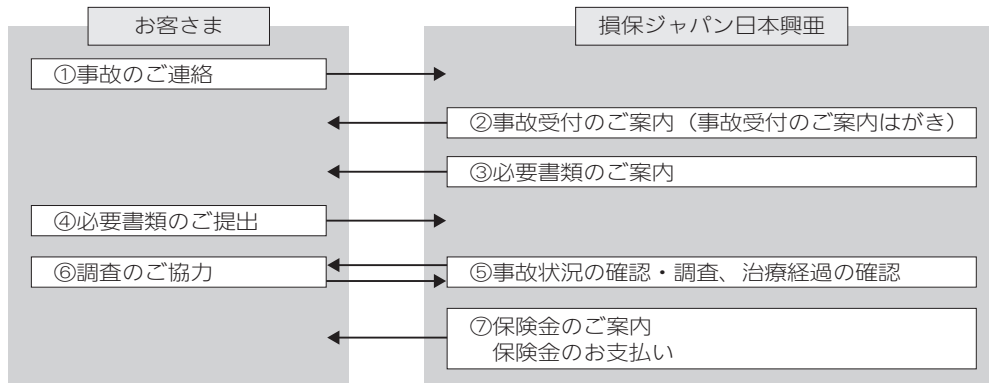 お客さま
損保ジャパン日本興亜
①事故のご連絡
②事故受付のご案内（事故受付のご案内はがき）
③必要書類のご案内
④必要書類のご提出
⑥調査のご協力
⑤事故状況の確認・調査、治療経過の確認
⑦保険金のご案内
保険金のお支払い